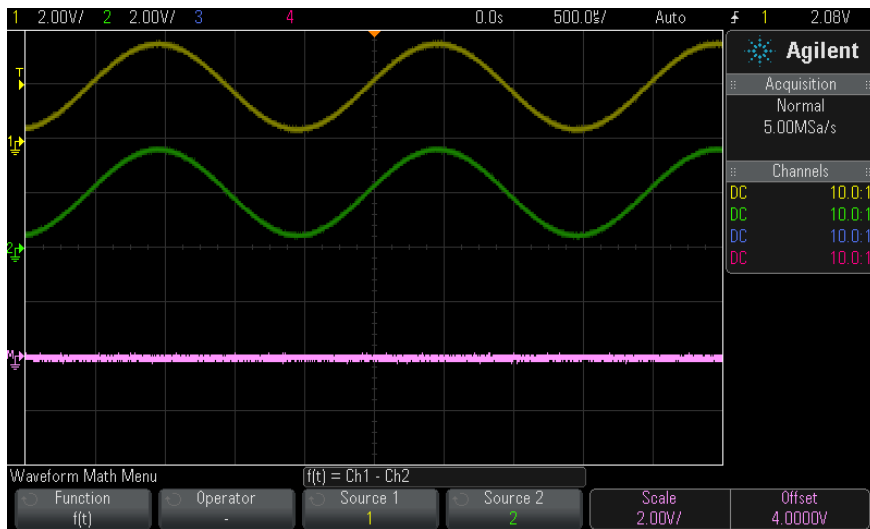 1 2.00V/ 2 2.00V/ 3 4 0.0s 500.0µs/ Auto 1 2.08V
Agilent
Acquisition
Normal
5.00MSa/s
Channels
DC 10.0:1
DC 10.0:1
DC 10.0:1
DC 10.0:1
T
1
2
M
Waveform Math Menu f(t) = Ch1 - Ch2
Function Operator Source 1 Source 2 Scale Offset
f(t) - 1 2 2.00V/ 4.0000V